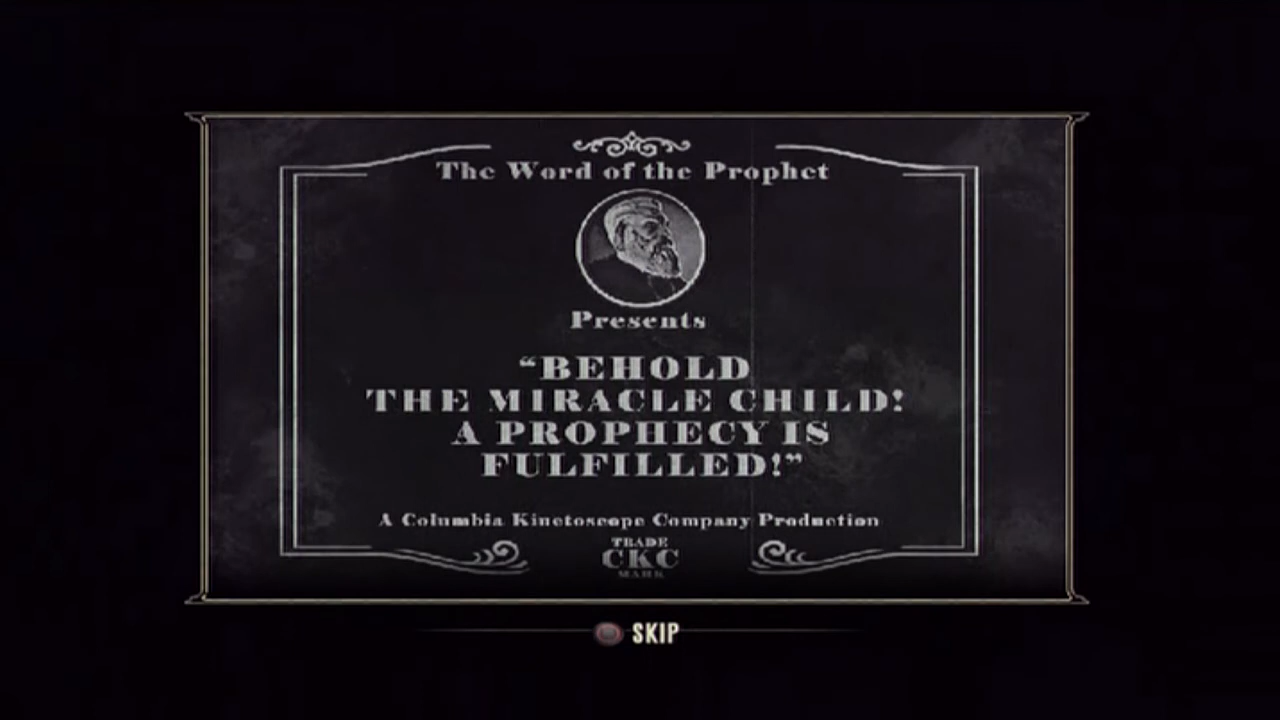 The Word of the Prophet
Presents
“BEHOLD
THE MIRACLE CHILD!
A PROPHECY IS
FULFILLED!”
A Columbia Kinetoscope Company Production
TRADE
CKC
MARK
SKIP